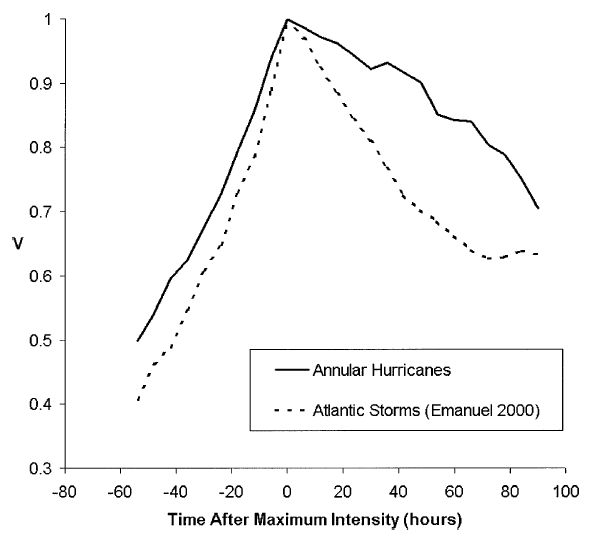 1
0.9
0.8
0.7
V
0.6
0.5
Annular Hurricanes
Atlantic Storms (Emanuel 2000)
0.4
0.3
-80 -60 -40 -20 0 20 40 60 80 100
Time After Maximum Intensity (hours)